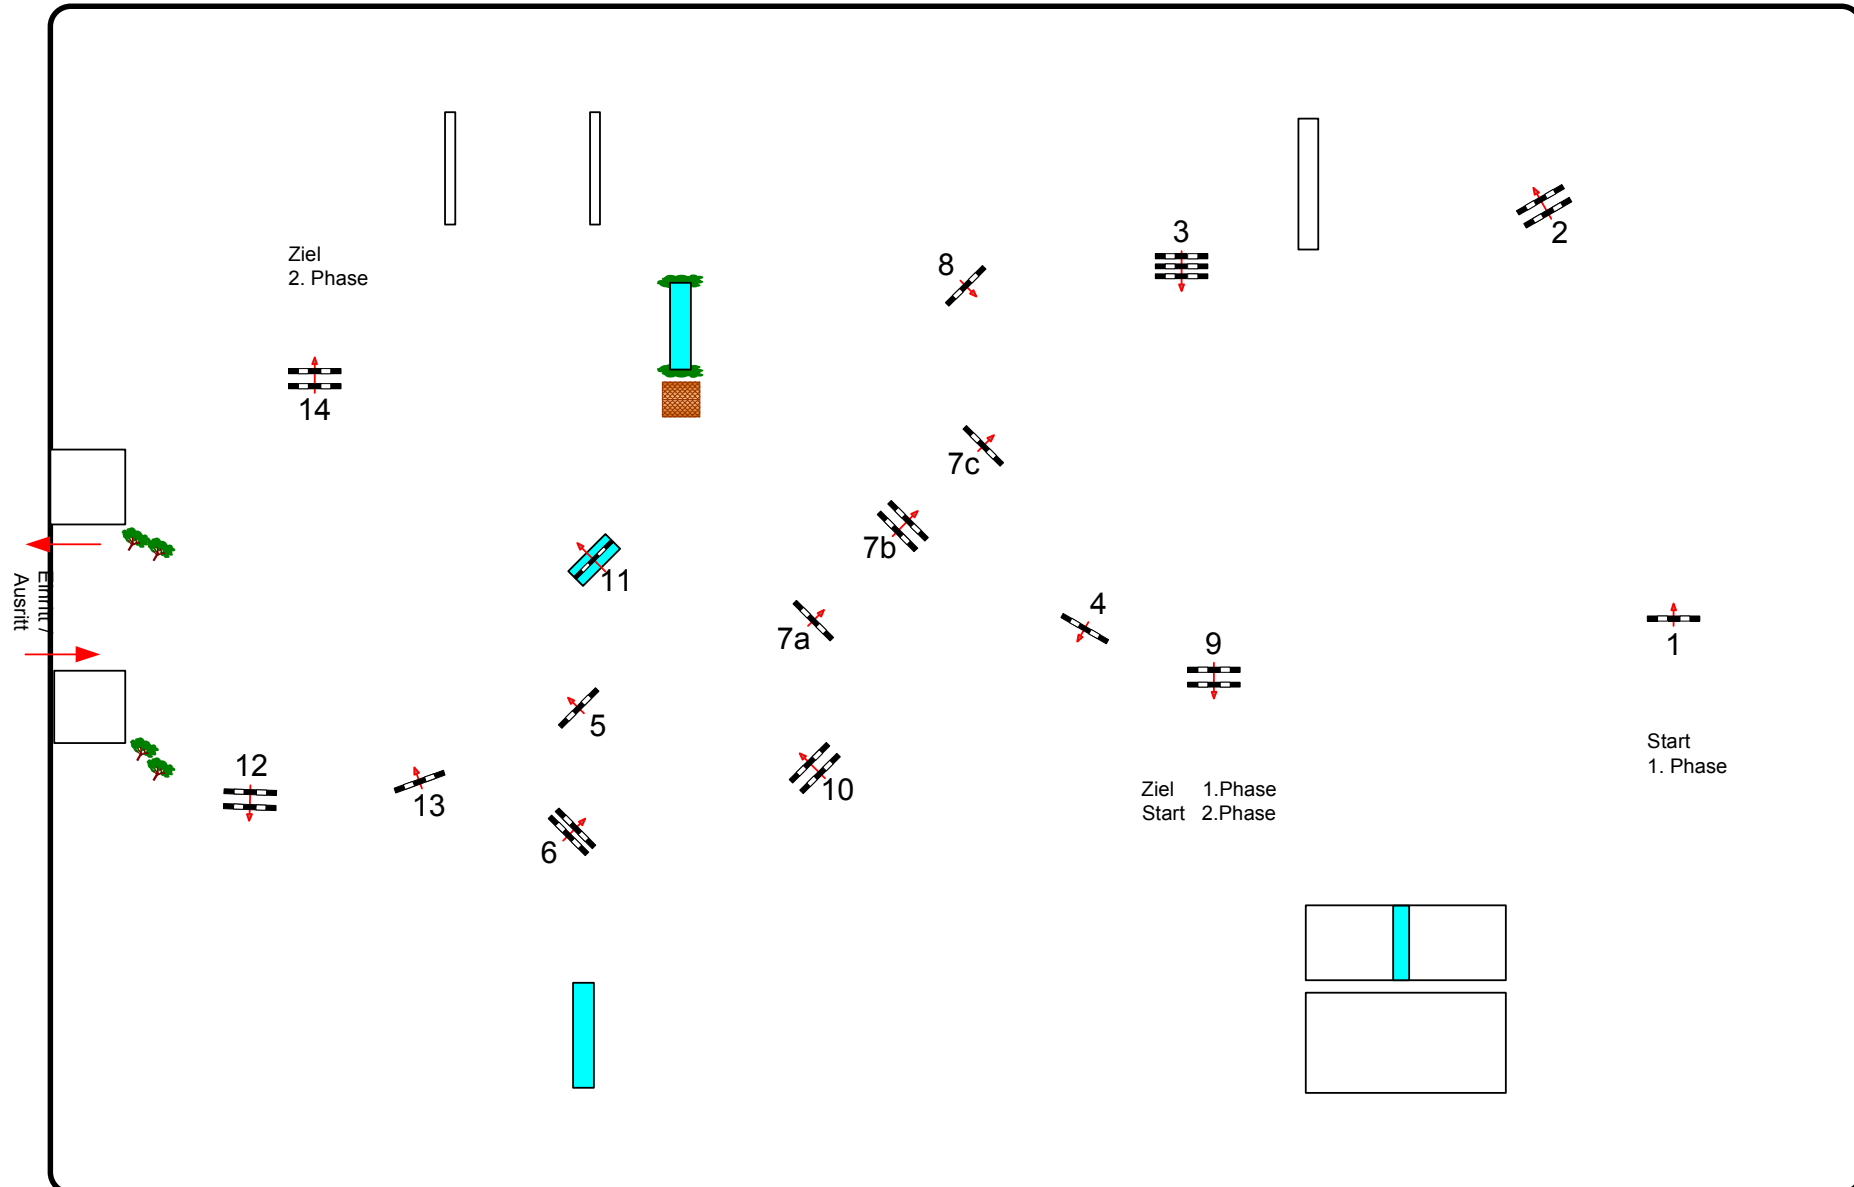 3
2
8
Ziel
2. Phase
14
7c
7b
11
4
7a
9
1
Eintritt /
Ausritt
5
Start
1. Phase
12
10
13
Ziel 1.Phase
Start 2.Phase
6